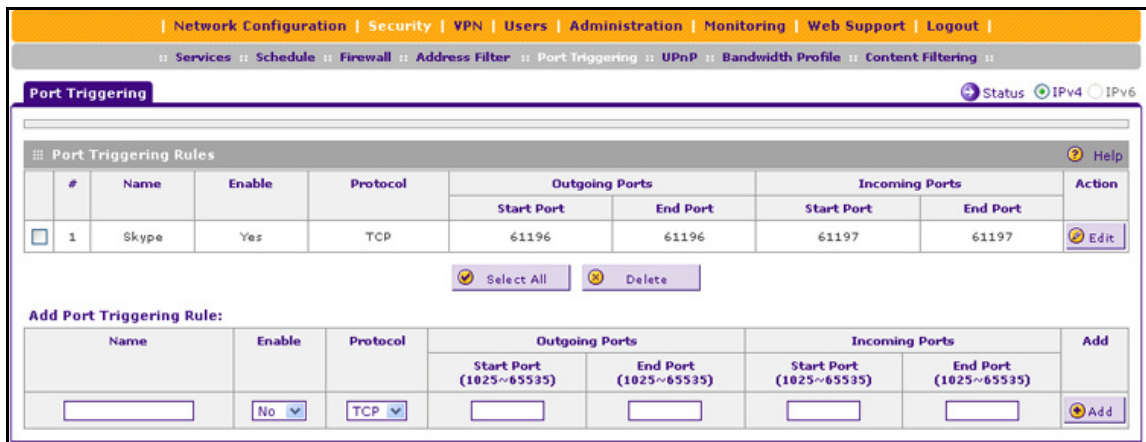 | Network Configuration | Security | VPN | Users | Administration | Monitoring | Web Support | Logout |
:: Services :: Schedule :: Firewall :: Address Filter :: Port Triggering :: UPnP :: Bandwidth Profile :: Content Filtering ::
Port Triggering Status IPv4 IPv6
Port Triggering Rules Help
# Name Enable Protocol Outgoing Ports Incoming Ports Action
Start Port End Port Start Port End Port
1 Skype Yes TCP 61196 61196 61197 61197 Edit
Select All Delete
Add Port Triggering Rule:
Name Enable Protocol Outgoing Ports Incoming Ports Add
Start Port End Port Start Port End Port
(1025~65535) (1025~65535) (1025~65535) (1025~65535)
No TCP Add